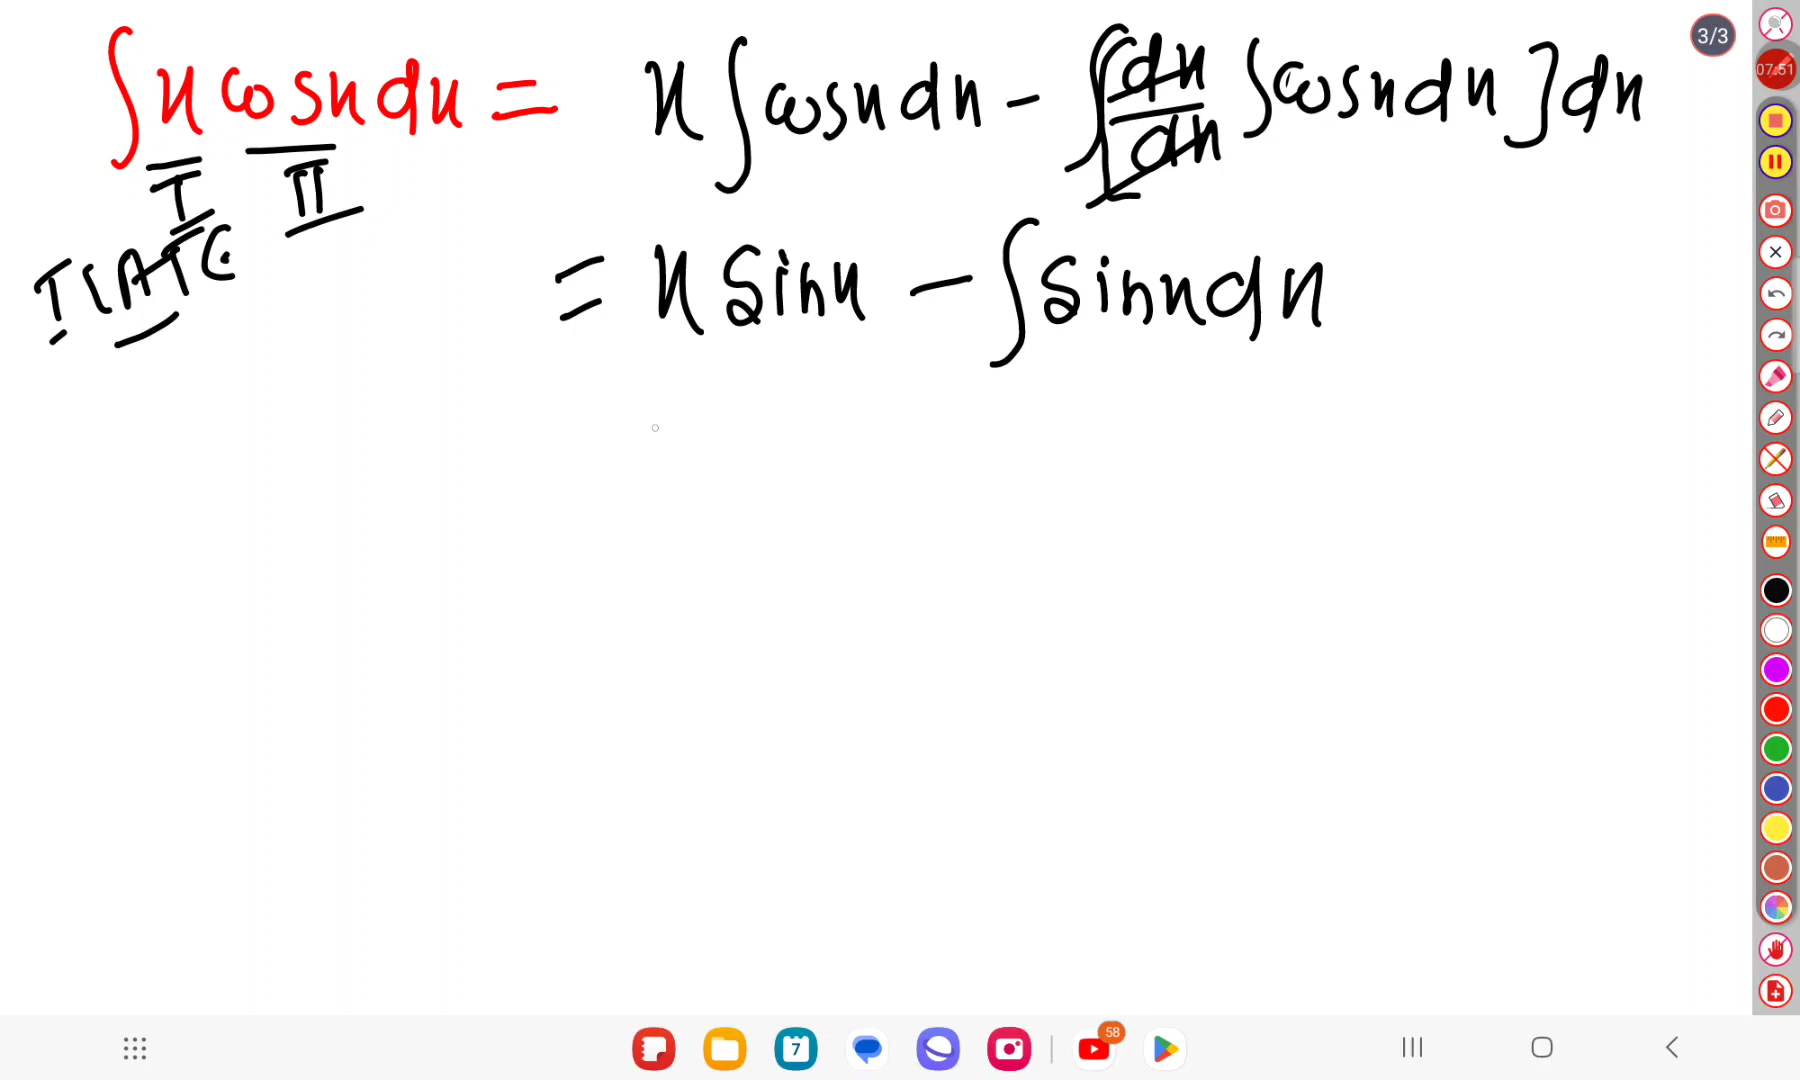 ∫ x cos x dx = x ∫ cos x dx - ∫ [ dx/dx ∫ cos x dx ] dx
I II
ILATE
= x sin x - ∫ sin x dx
3/3
07:51
7
58